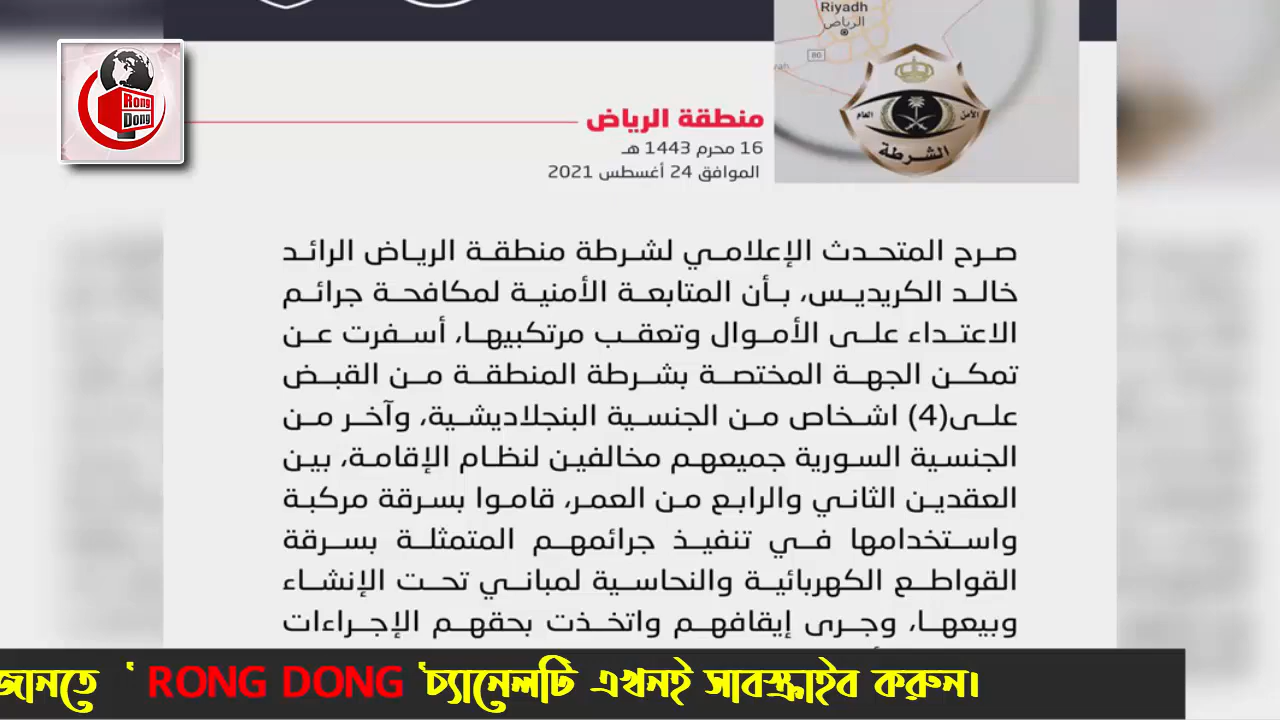 Riyadh
الرياض
80
Rong
Dong
الأمن
العام
الشرطة
منطقة الرياض
16 محرم 1443 هـ
الموافق 24 أغسطس 2021
صرح المتحدث الإعلامي لشرطة منطقة الرياض الرائد
خالد الكريديس، بأن المتابعة الأمنية لمكافحة جرائم
الاعتداء على الأموال وتعقب مرتكبيها، أسفرت عن
تمكن الجهة المختصة بشرطة المنطقة من القبض
على(4) اشخاص من الجنسية البنجلاديشية، وآخر من
الجنسية السورية جميعهم مخالفين لنظام الإقامة، بين
العقدين الثاني والرابع من العمر، قاموا بسرقة مركبة
واستخدامها في تنفيذ جرائمهم المتمثلة بسرقة
القواطع الكهربائية والنحاسية لمباني تحت الإنشاء
وبيعها، وجرى إيقافهم واتخذت بحقهم الإجراءات
জানতে ‘ RONG DONG ’চ্যানেলটি এখনই সাবস্ক্রাইব করুন।